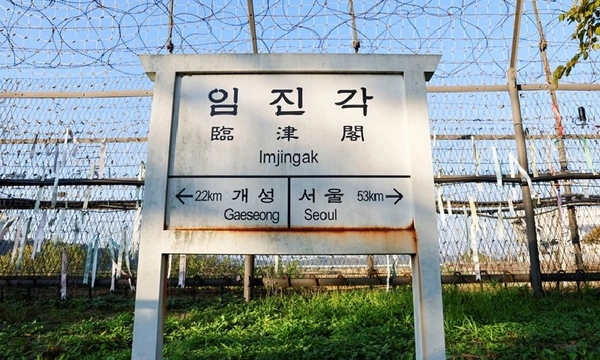 임진각
臨津閣
Imjingak
← 22km 개성 서울 53km →
Gaeseong Seoul